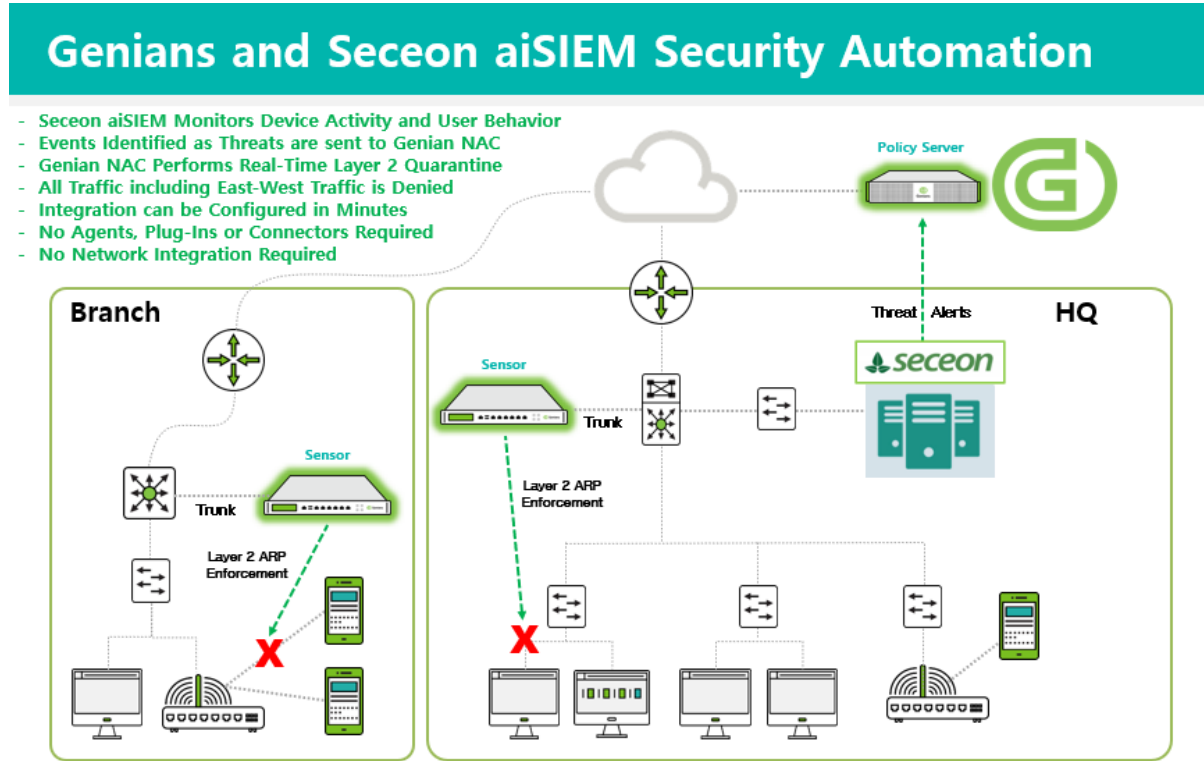 Genians and Seceon aiSIEM Security Automation
- Seceon aiSIEM Monitors Device Activity and User Behavior
- Events Identified as Threats are sent to Genian NAC
- Genian NAC Performs Real-Time Layer 2 Quarantine
- All Traffic including East-West Traffic is Denied
- Integration can be Configured in Minutes
- No Agents, Plug-Ins or Connectors Required
- No Network Integration Required
Policy Server
Branch
Threat Alerts
HQ
seceon
Sensor
Trunk
Layer 2 ARP
Enforcement
Sensor
Trunk
Layer 2 ARP
Enforcement
X
X